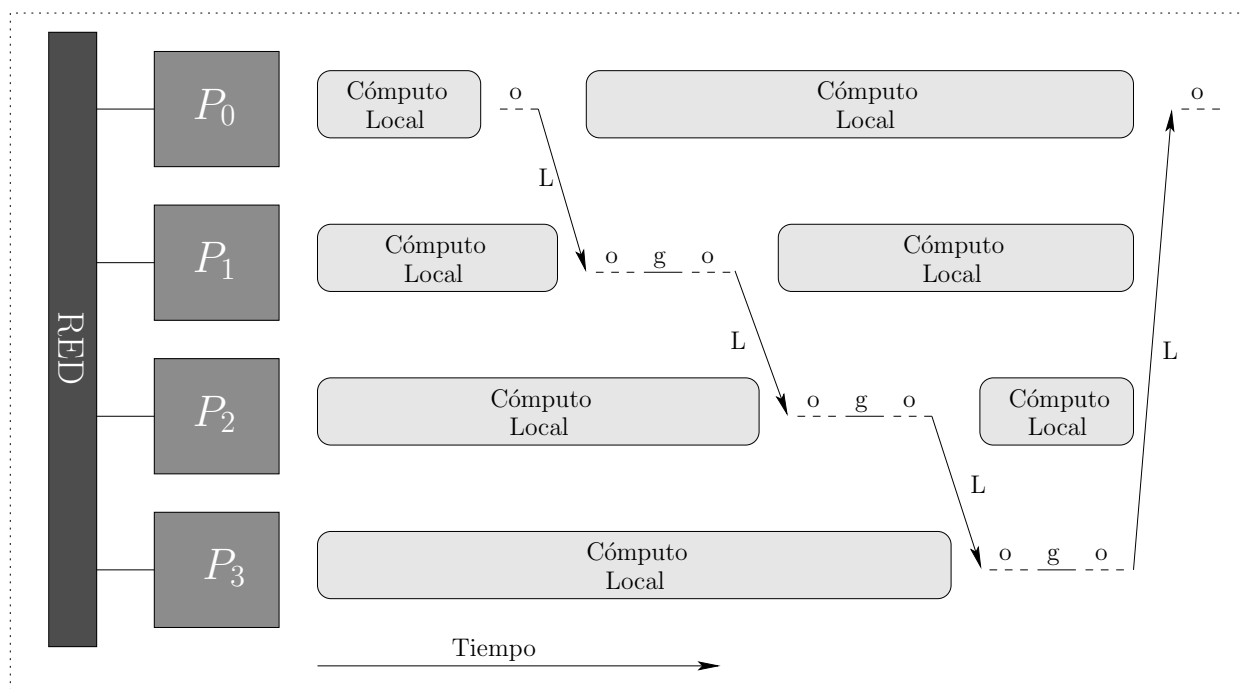 RED
P0
Cómputo
Local
o
L
Cómputo
Local
o
P1
Cómputo
Local
o g o
L
Cómputo
Local
L
P2
Cómputo
Local
o g o
L
Cómputo
Local
P3
Cómputo
Local
o g o
Tiempo